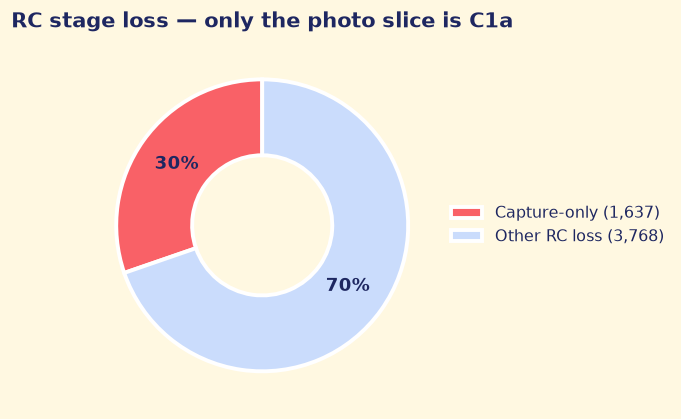 RC stage loss — only the photo slice is C1a
30%
70%
Capture-only (1,637)
Other RC loss (3,768)